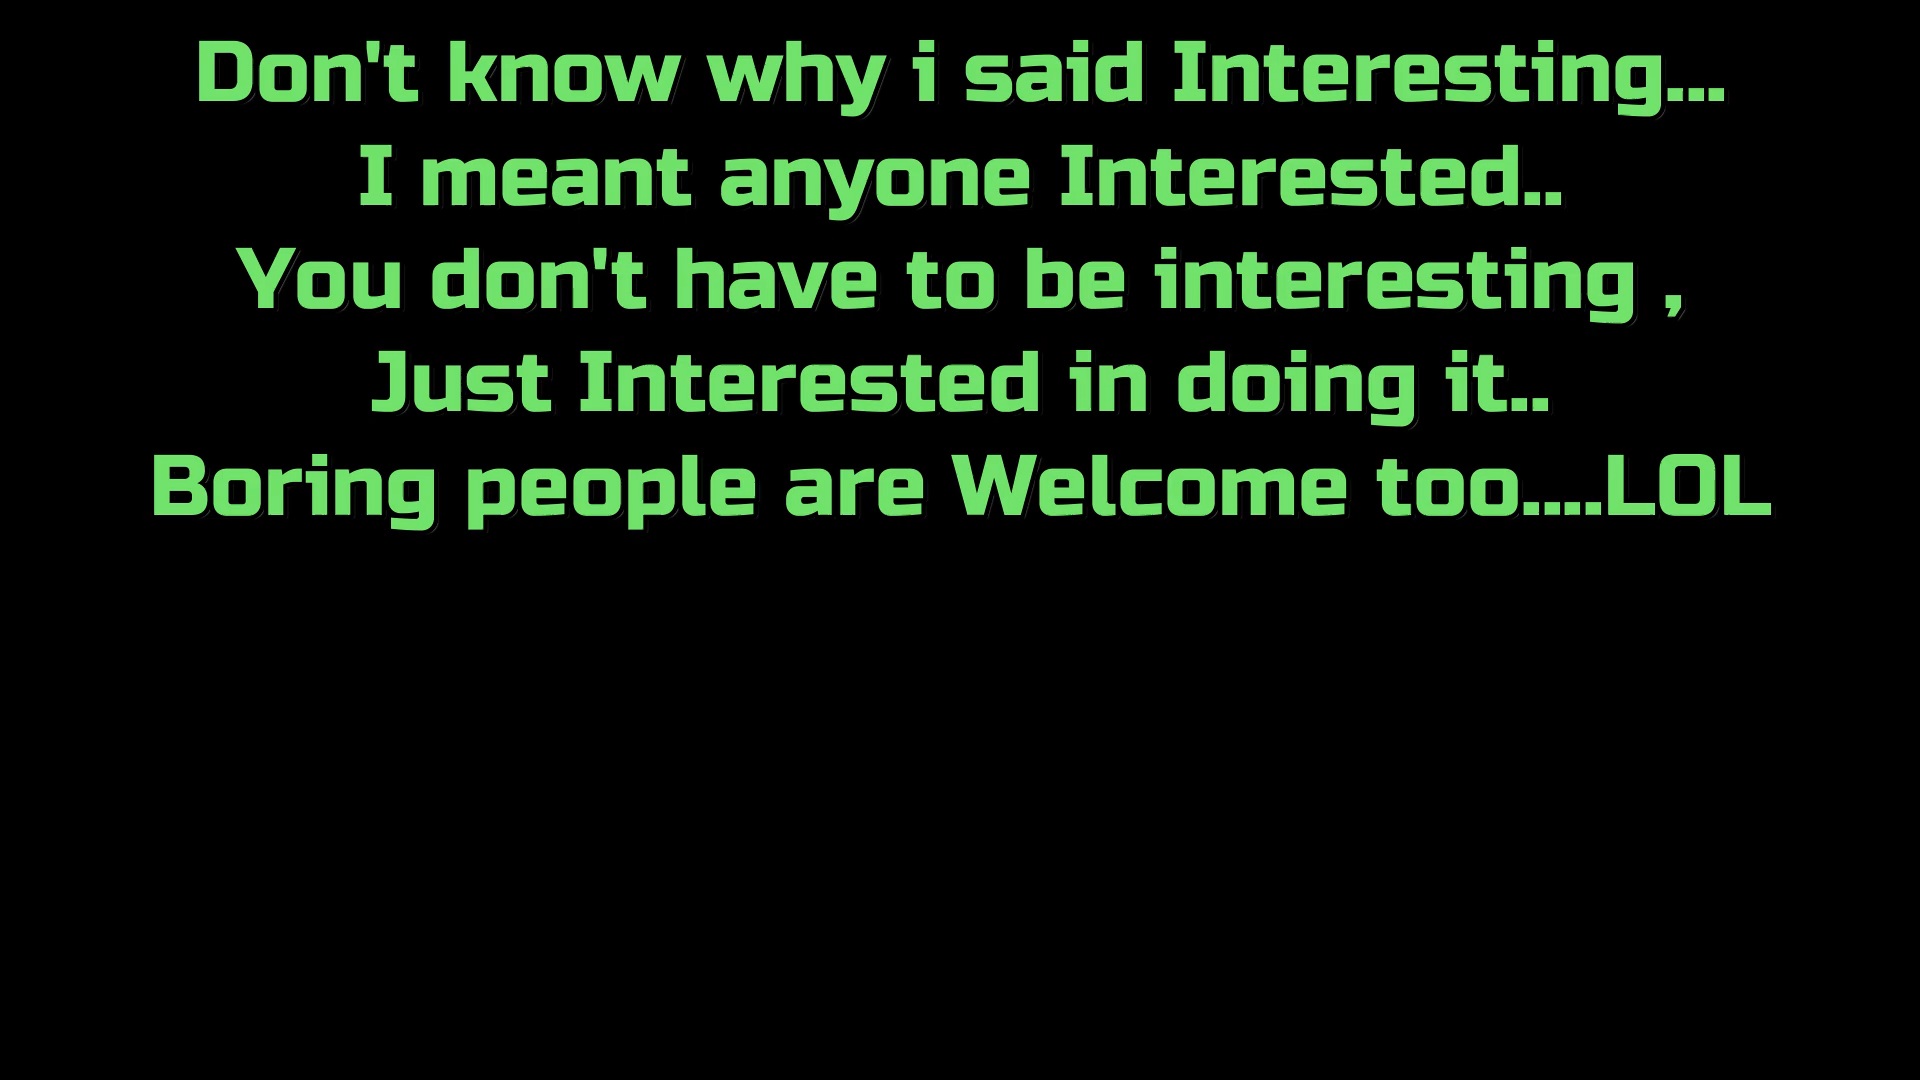 Don't know why i said Interesting...
I meant anyone Interested..
You don't have to be interesting ,
Just Interested in doing it..
Boring people are Welcome too....LOL